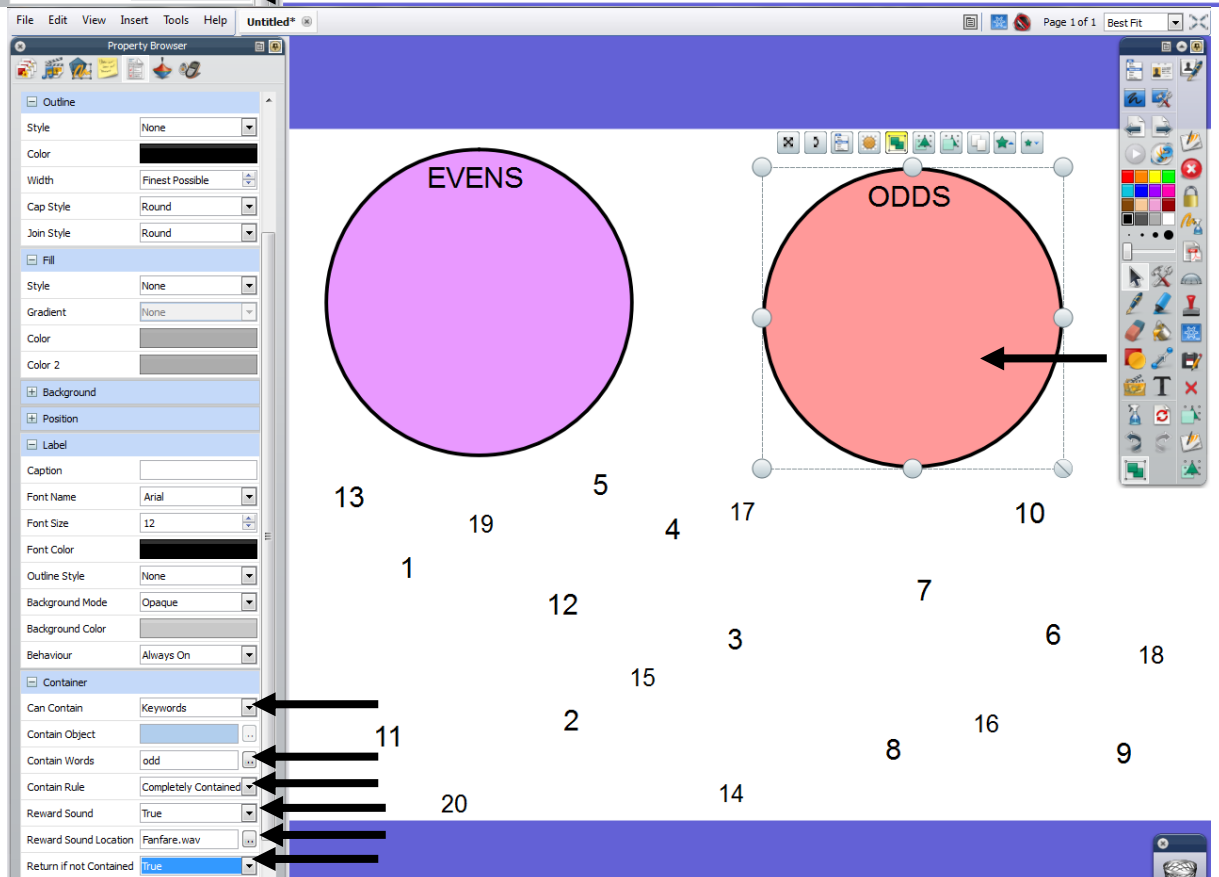 File Edit View Insert Tools Help Untitled*
Page 1 of 1 Best Fit
Property Browser
Outline
Style None
Color
Width Finest Possible
Cap Style Round
Join Style Round
Fill
Style None
Gradient None
Color
Color 2
Background
Position
Label
Caption
Font Name Arial
Font Size 12
Font Color
Outline Style None
Background Mode Opaque
Background Color
Behaviour Always On
Container
Can Contain Keywords
Contain Object
Contain Words odd
Contain Rule Completely Contained
Reward Sound True
Reward Sound Location Fanfare.wav
Return if not Contained True
EVENS
ODDS
13 5
19 4 17 10
1
12 7
3 6
15 18
11 2 16
8 9
20 14
T